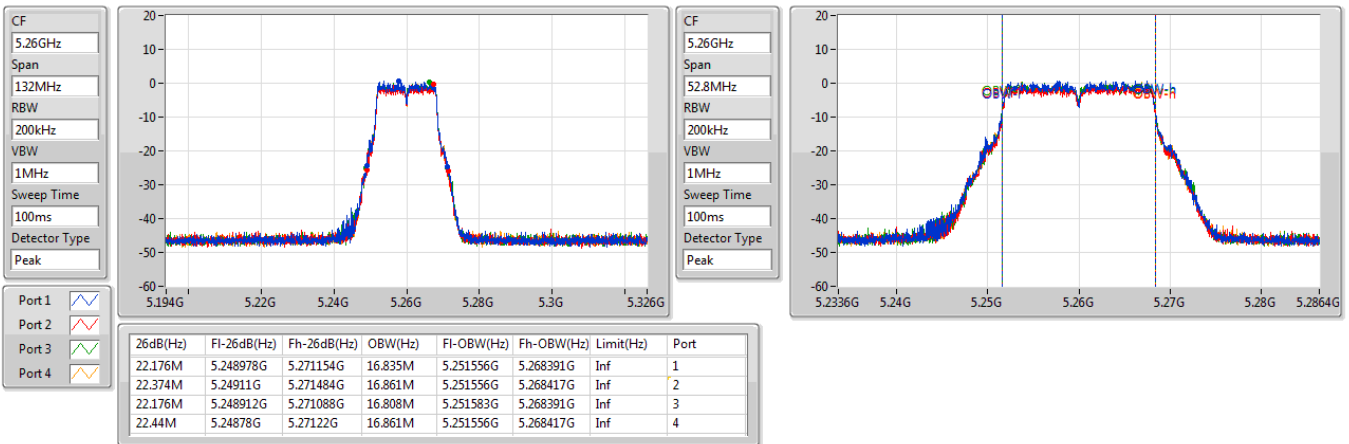 CF
5.26GHz
Span
132MHz
RBW
200kHz
VBW
1MHz
Sweep Time
100ms
Detector Type
Peak
20
10
0
-10
-20
-30
-40
-50
-60
5.194G 5.22G 5.24G 5.26G 5.28G 5.3G 5.326G
CF
5.26GHz
Span
52.8MHz
RBW
200kHz
VBW
1MHz
Sweep Time
100ms
Detector Type
Peak
20
10
0
-10
-20
-30
-40
-50
-60
5.2336G 5.24G 5.25G 5.26G 5.27G 5.28G 5.2864G
Port 1
Port 2
Port 3
Port 4
26dB(Hz) Fl-26dB(Hz) Fh-26dB(Hz) OBW(Hz) Fl-OBW(Hz) Fh-OBW(Hz) Limit(Hz) Port
22.176M 5.248978G 5.271154G 16.835M 5.251556G 5.268391G Inf 1
22.374M 5.24911G 5.271484G 16.861M 5.251556G 5.268417G Inf 2
22.176M 5.248912G 5.271088G 16.808M 5.251583G 5.268391G Inf 3
22.44M 5.24878G 5.27122G 16.861M 5.251556G 5.268417G Inf 4